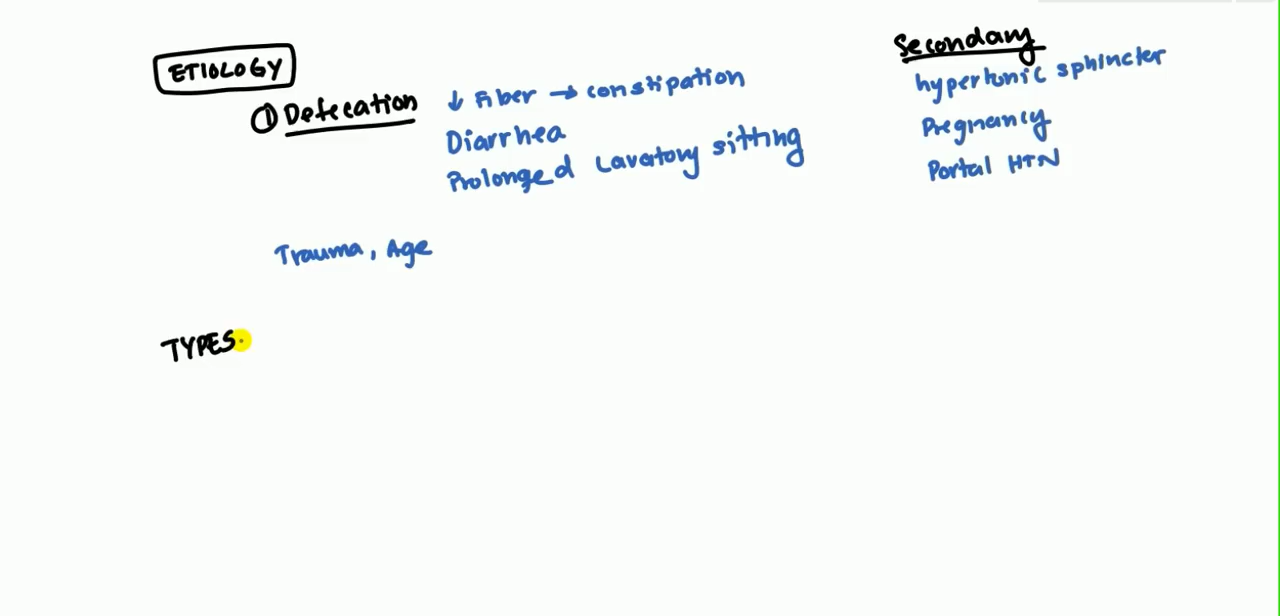 ETIOLOGY
① Defecation
↓ Fiber → constipation
Diarrhea
Prolonged Lavatory sitting
Trauma, Age
Secondary
hypertonic sphincter
Pregnancy
Portal HTN
TYPES